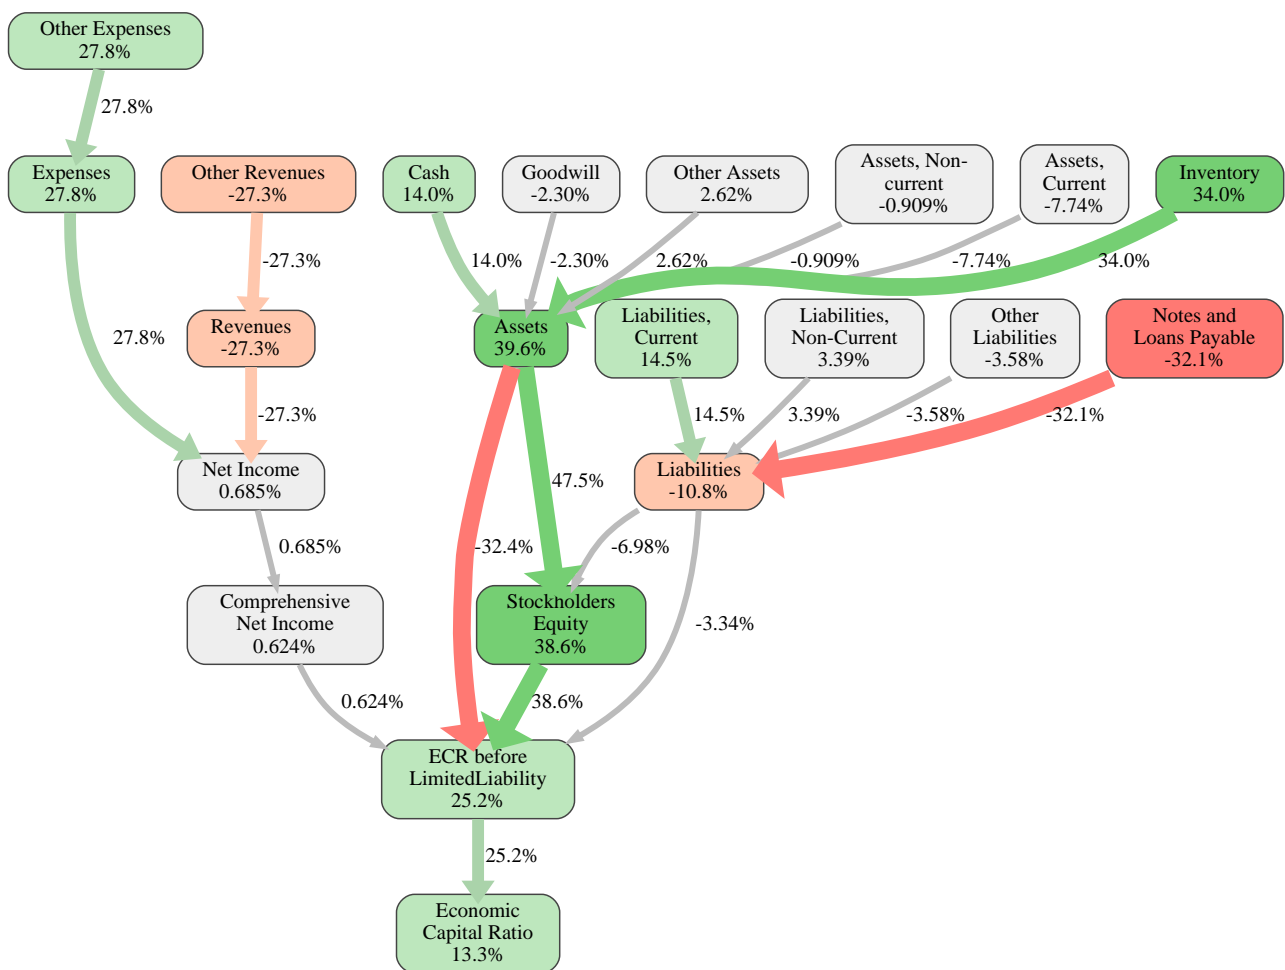 Other Expenses
27.8%
27.8%
Expenses
27.8%
Other Revenues
-27.3%
Cash
14.0%
Goodwill
-2.30%
Other Assets
2.62%
Assets, Non-
current
-0.909%
Assets,
Current
-7.74%
Inventory
34.0%
-27.3%
14.0%
-2.30%
2.62%
-0.909%
-7.74%
34.0%
27.8%
Revenues
-27.3%
Assets
39.6%
Liabilities,
Current
14.5%
Liabilities,
Non-Current
3.39%
Other
Liabilities
-3.58%
Notes and
Loans Payable
-32.1%
-27.3%
14.5%
3.39%
-3.58%
-32.1%
Net Income
0.685%
47.5%
Liabilities
-10.8%
0.685%
-32.4%
-6.98%
Comprehensive
Net Income
0.624%
Stockholders
Equity
38.6%
-3.34%
0.624%
38.6%
ECR before
LimitedLiability
25.2%
25.2%
Economic
Capital Ratio
13.3%